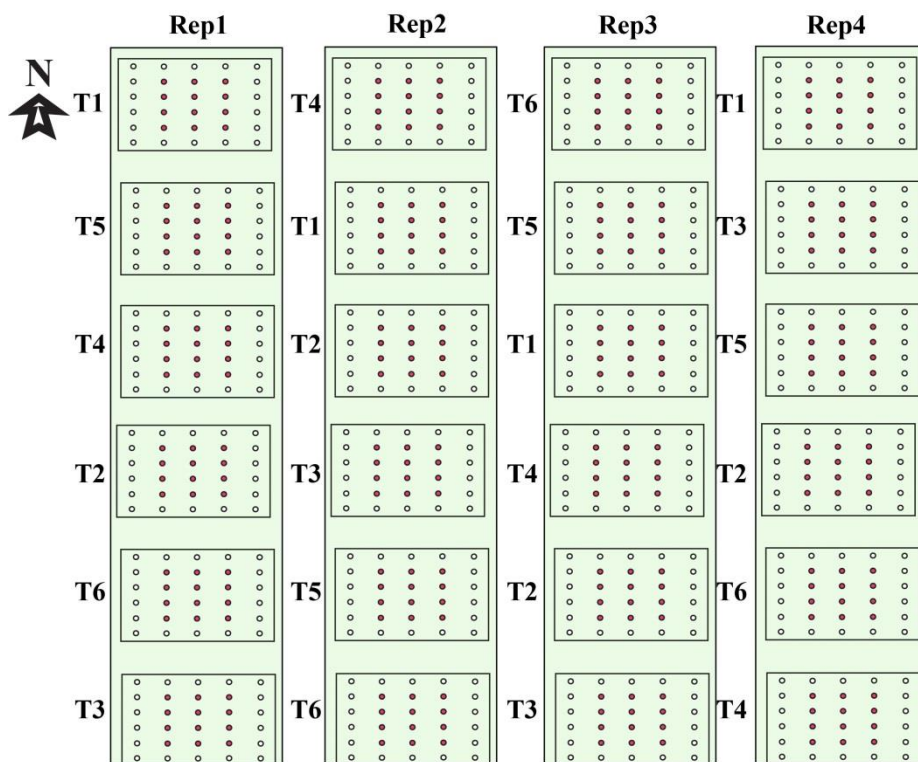 Rep1 Rep2 Rep3 Rep4
N
T1 T4 T6 T1
T5 T1 T5 T3
T4 T2 T1 T5
T2 T3 T4 T2
T6 T5 T2 T6
T3 T6 T3 T4